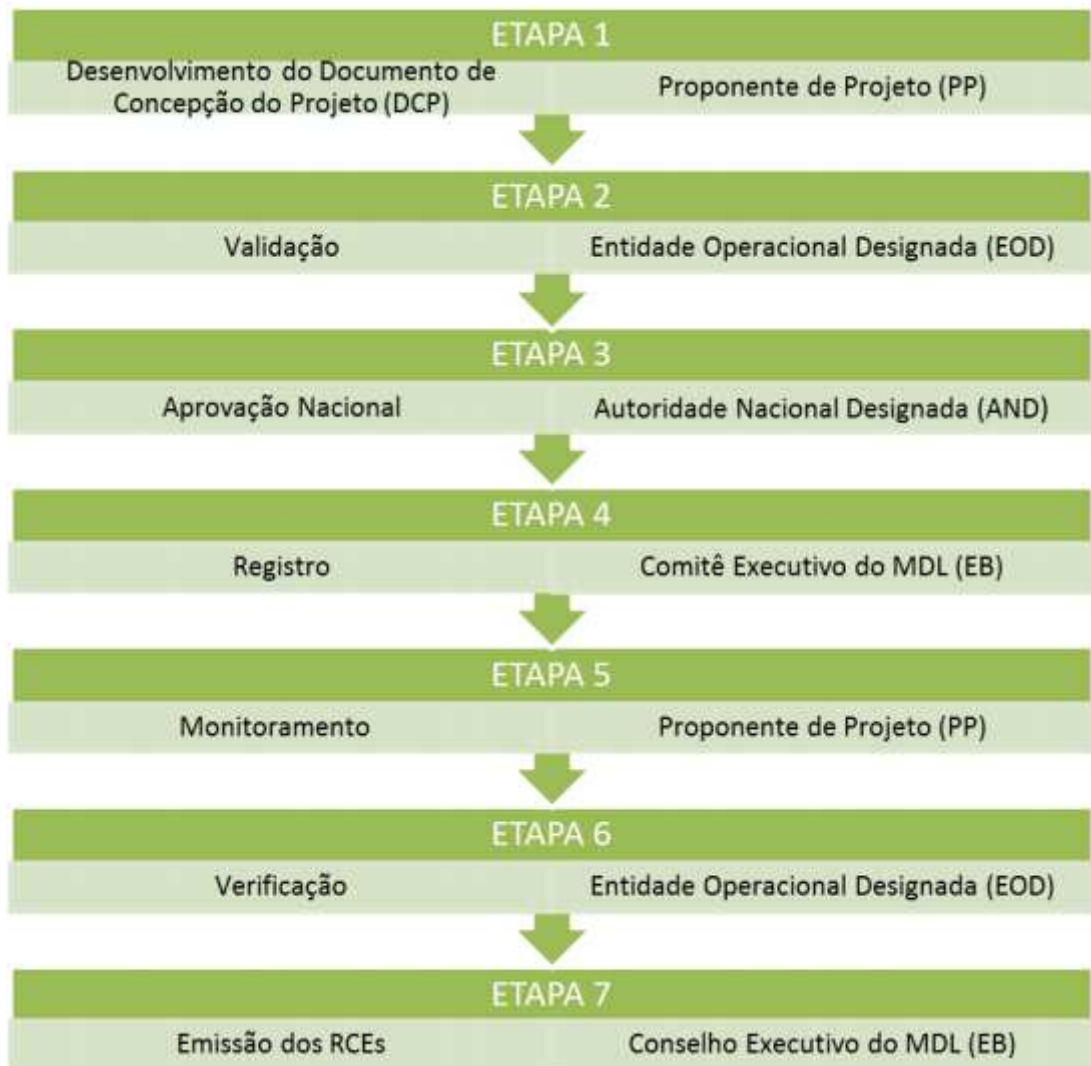 ETAPA 1
Desenvolvimento do Documento de
Concepção do Projeto (DCP)
Proponente de Projeto (PP)
ETAPA 2
Validação
Entidade Operacional Designada (EOD)
ETAPA 3
Aprovação Nacional
Autoridade Nacional Designada (AND)
ETAPA 4
Registro
Comitê Executivo do MDL (EB)
ETAPA 5
Monitoramento
Proponente de Projeto (PP)
ETAPA 6
Verificação
Entidade Operacional Designada (EOD)
ETAPA 7
Emissão dos RCEs
Conselho Executivo do MDL (EB)